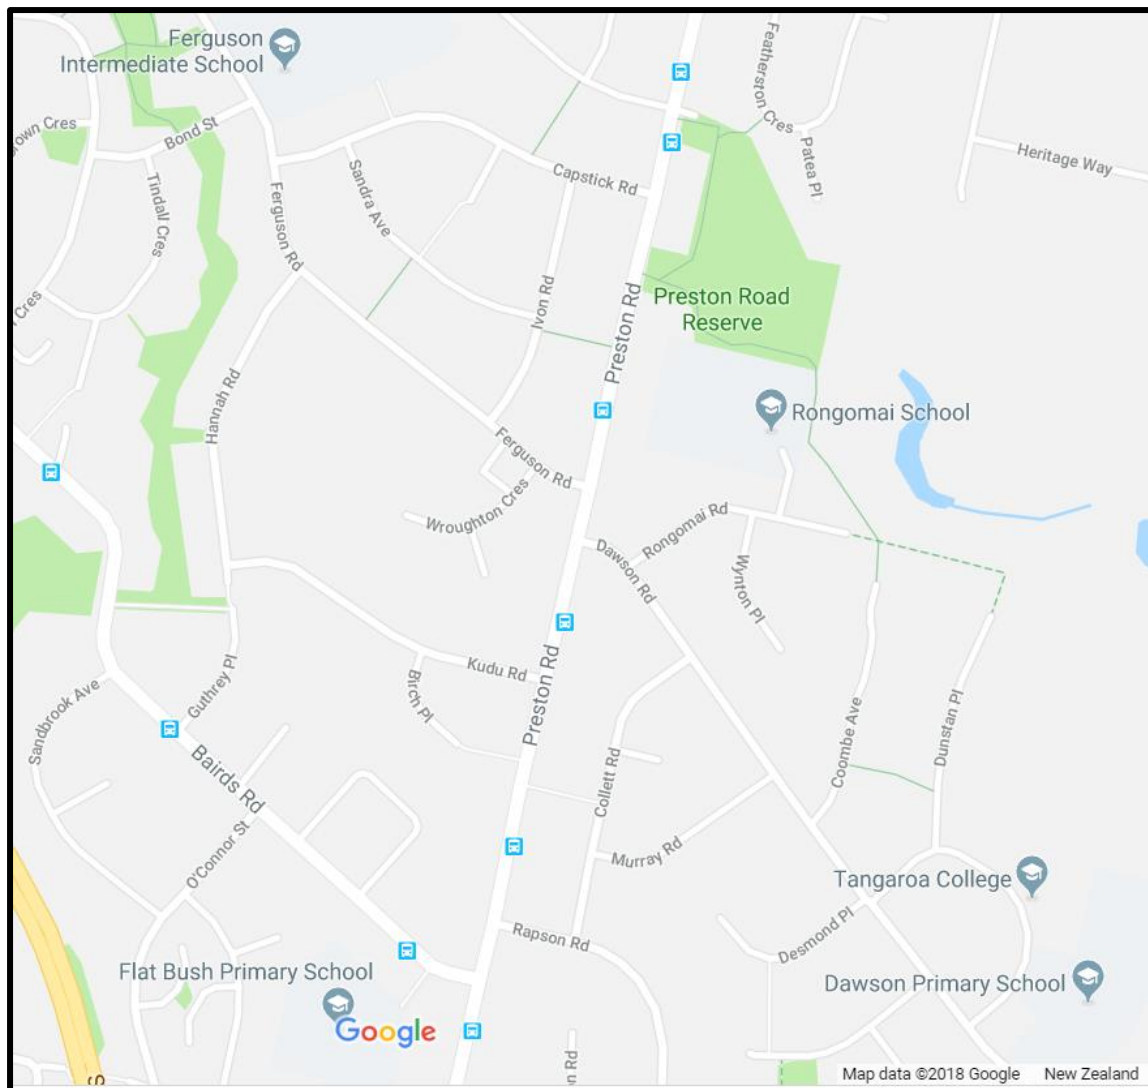 Ferguson
Intermediate School
Featherston Cres
Patea Pl
Heritage Way
Bond St
Tindall Cres
Capstick Rd
Sandra Ave
Ferguson Rd
Cres
Ivon Rd
Preston Road
Reserve
Preston Rd
Hannah Rd
Rongomai School
Ferguson Rd
Wroughton Cres
Rongomai Rd
Dawson Rd
Wynton Pl
Kudu Rd
Birch Pl
Preston Rd
Guthrey Pl
Sandbrook Ave
Bairds Rd
Collett Rd
Coombe Ave
Dunstan Pl
O'Connor St
Murray Rd
Tangaroa College
Desmond Pl
Rapson Rd
Flat Bush Primary School
Dawson Primary School
Google
Rd
Map data ©2018 Google New Zealand